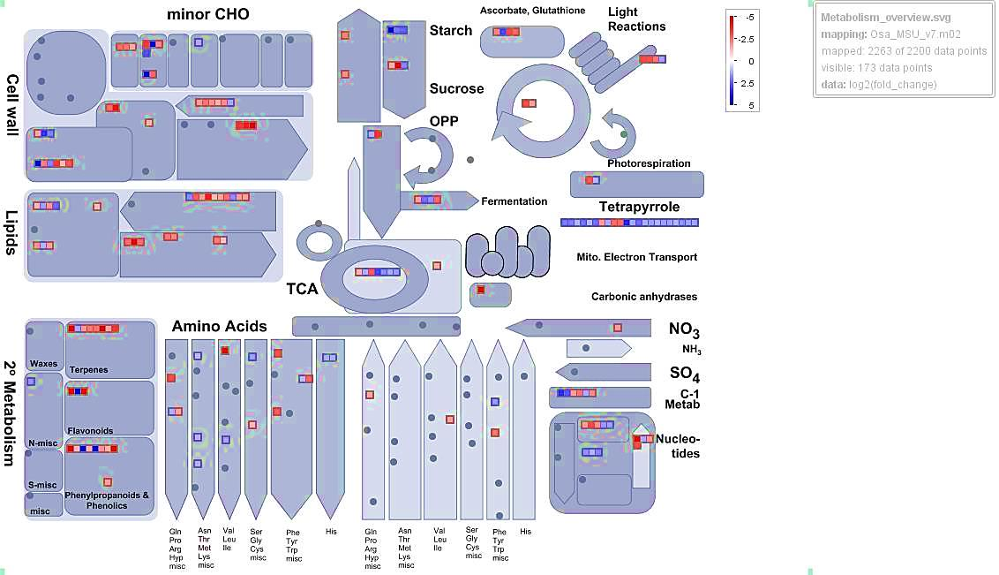 minor CHO
Ascorbate, Glutathione
Light
Reactions
Starch
Sucrose
OPP
Cell wall
Photorespiration
Fermentation
Tetrapyrrole
Lipids
Mito. Electron Transport
TCA
Carbonic anhydrases
Amino Acids
NO3
NH3
SO4
C-1
Metab
Nucleo-
tides
2º Metabolism
Waxes
Terpenes
N-misc
Flavonoids
S-misc
misc
Phenylpropanoids &
Phenolics
Gln
Pro
Arg
Hyp
misc
Asn
Thr
Met
Lys
misc
Val
Leu
Ile
Ser
Gly
Cys
misc
Phe
Tyr
Trp
misc
His
Gln
Pro
Arg
Hyp
misc
Asn
Thr
Met
Lys
misc
Val
Leu
Ile
Ser
Gly
Cys
misc
Phe
Tyr
Trp
misc
His
-5
-2.5
0
2.5
5
Metabolism_overview.svg
mapping: Osa_MSU_v7.m02
mapped: 2263 of 2200 data points
visible: 173 data points
data: log2(fold_change)